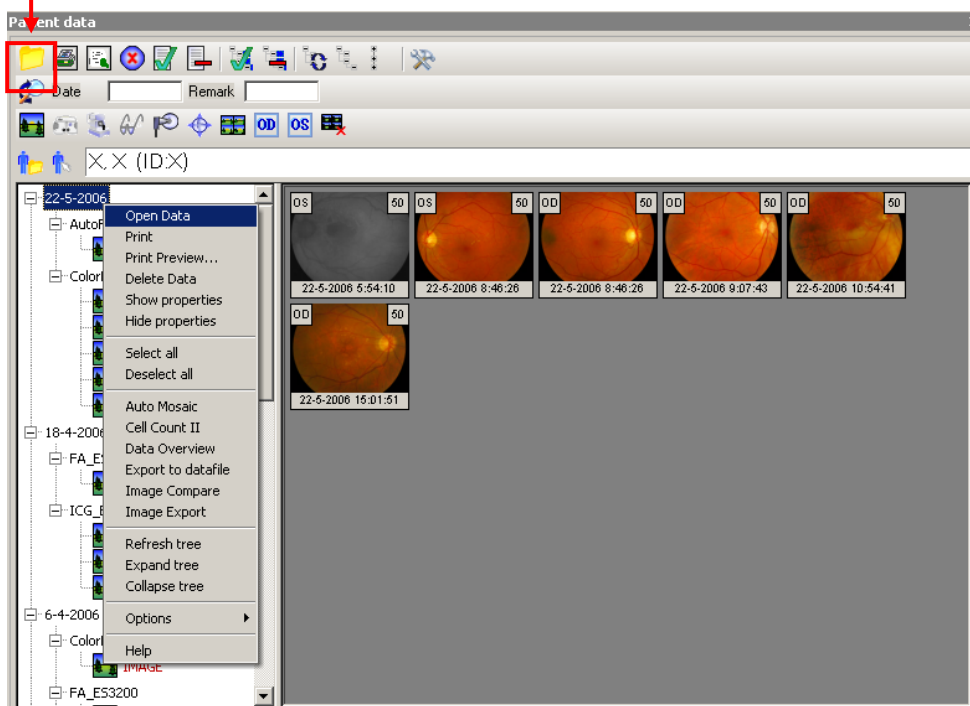 Patient data
Date
Remark
OD
OS
X, X (ID:X)
22-5-2006
AutoF
Color
18-4-2006
FA_ES
ICG_E
6-4-2006
Color
IMAGE
FA_ES3200
Open Data
Print
Print Preview...
Delete Data
Show properties
Hide properties
Select all
Deselect all
Auto Mosaic
Cell Count II
Data Overview
Export to datafile
Image Compare
Image Export
Refresh tree
Expand tree
Collapse tree
Options
Help
OS 50 OS 50 OD 50 OD 50 OD 50
22-5-2006 5:54:10 22-5-2006 8:46:26 22-5-2006 8:46:26 22-5-2006 9:07:43 22-5-2006 10:54:41
OD 50
22-5-2006 15:01:51